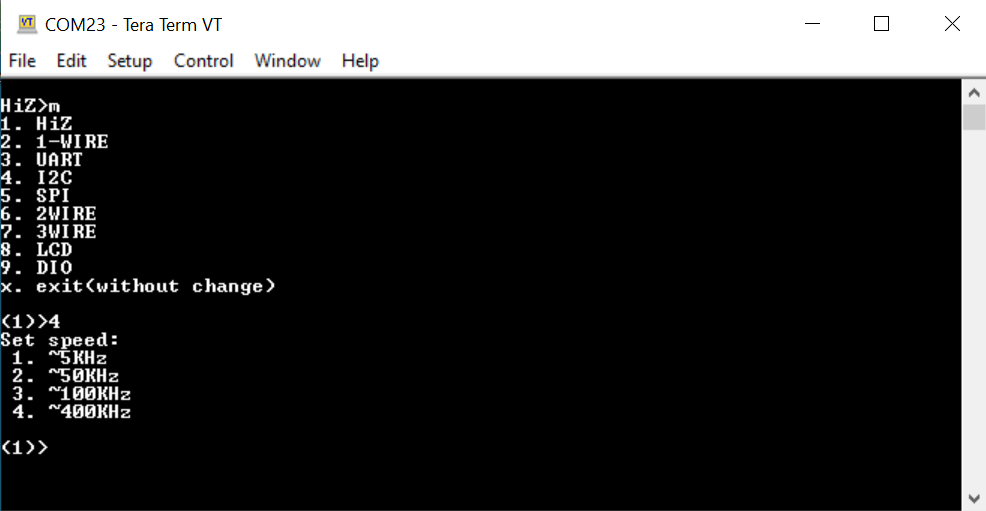 COM23 - Tera Term VT
File Edit Setup Control Window Help
HiZ>m
1. HiZ
2. 1-WIRE
3. UART
4. I2C
5. SPI
6. 2WIRE
7. 3WIRE
8. LCD
9. DIO
x. exit(without change)
(1)>4
Set speed:
1. ~5KHz
2. ~50KHz
3. ~100KHz
4. ~400KHz
(1)>